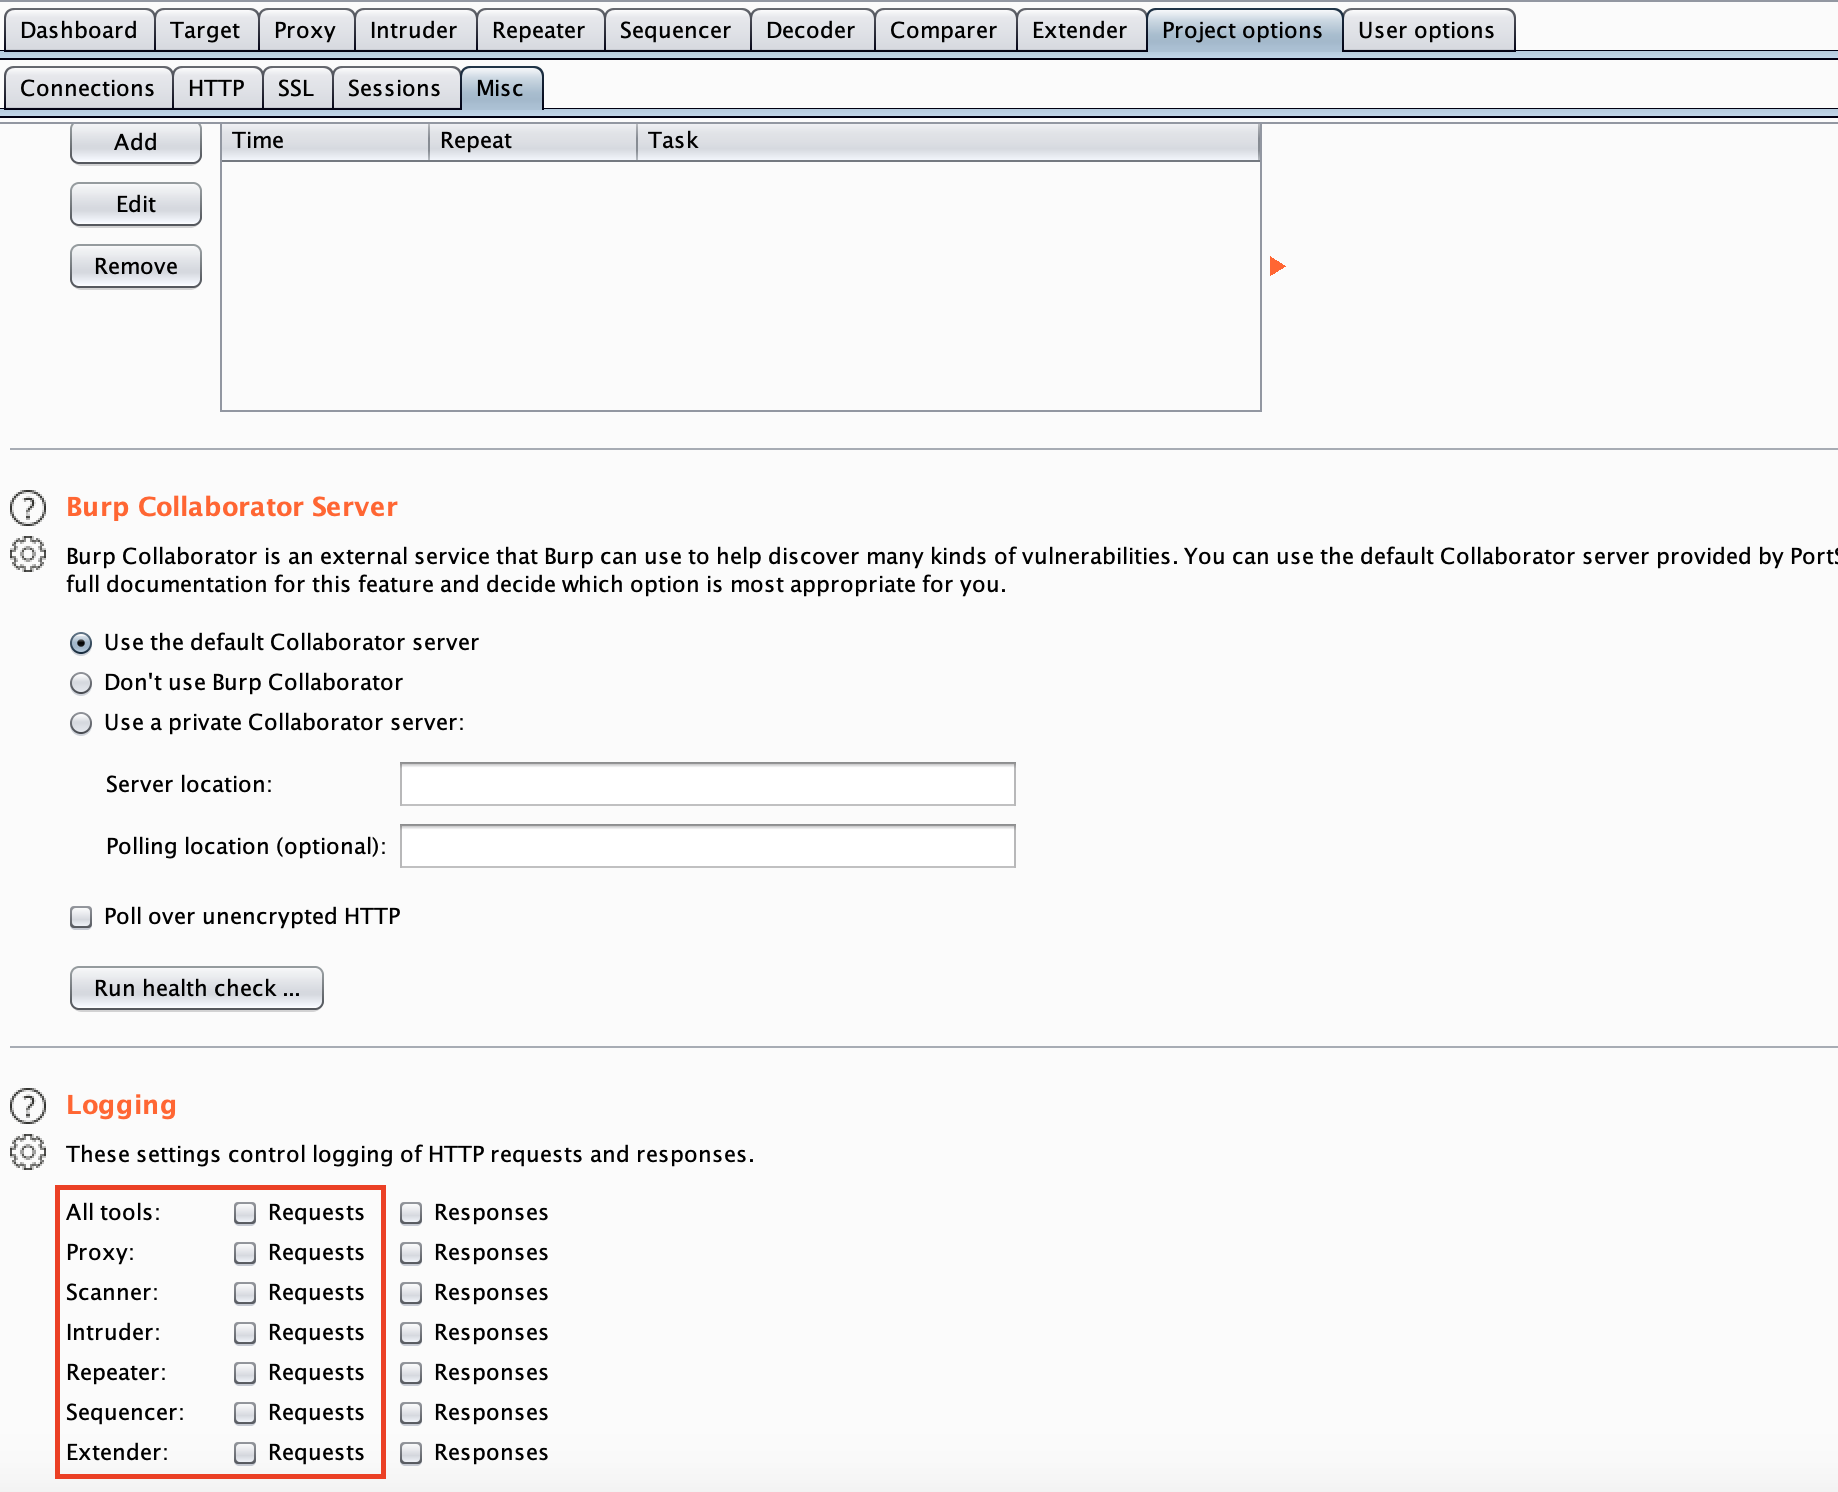 Dashboard Target Proxy Intruder Repeater Sequencer Decoder Comparer Extender Project options User options
Connections HTTP SSL Sessions Misc
Add Time Repeat Task
Edit
Remove
? Burp Collaborator Server
Burp Collaborator is an external service that Burp can use to help discover many kinds of vulnerabilities. You can use the default Collaborator server provided by PortS
full documentation for this feature and decide which option is most appropriate for you.
Use the default Collaborator server
Don't use Burp Collaborator
Use a private Collaborator server:
Server location:
Polling location (optional):
Poll over unencrypted HTTP
Run health check ...
? Logging
These settings control logging of HTTP requests and responses.
All tools: Requests Responses
Proxy: Requests Responses
Scanner: Requests Responses
Intruder: Requests Responses
Repeater: Requests Responses
Sequencer: Requests Responses
Extender: Requests Responses